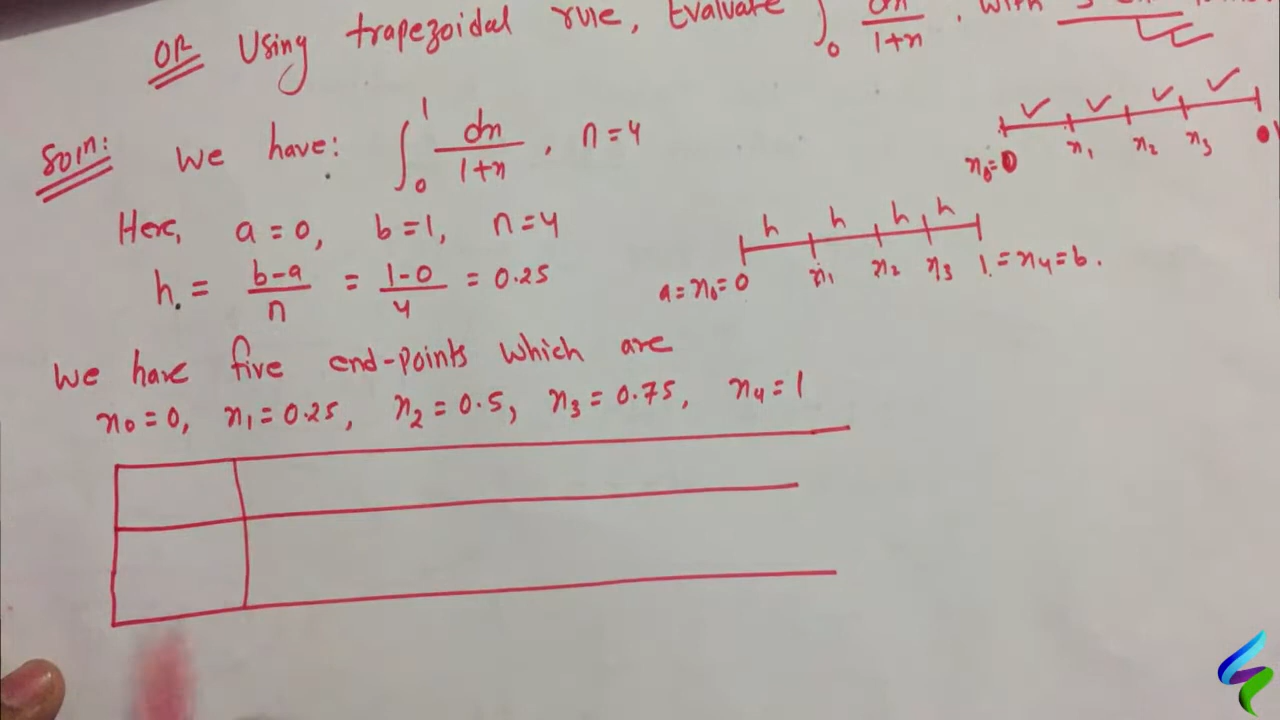 OR Using trapezoidal rule, Evaluate ∫₀ dx/(1+x), with
Soln: We have: ∫₀¹ dx/(1+x), n=4
x₀=0 x₁ x₂ x₃
Here, a=0, b=1, n=4
h h h h
h = (b-a)/n = (1-0)/4 = 0.25
a=x₀=0 x₁ x₂ x₃ 1=x₄=b.
We have five end-points which are
x₀=0, x₁=0.25, x₂=0.5, x₃=0.75, x₄=1